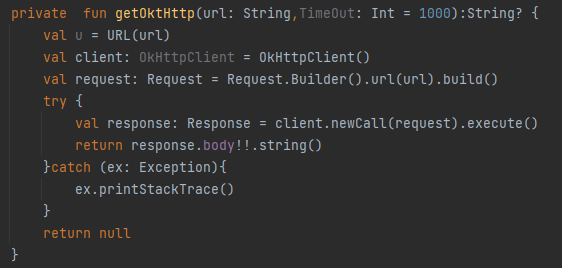 private  fun getOktHttp(url: String,TimeOut: Int = 1000):String? {
    val u = URL(url)
    val client: OkHttpClient = OkHttpClient()
    val request: Request = Request.Builder().url(url).build()
    try {
        val response: Response = client.newCall(request).execute()
        return response.body!!.string()
    }catch (ex: Exception){
        ex.printStackTrace()
    }
    return null
}